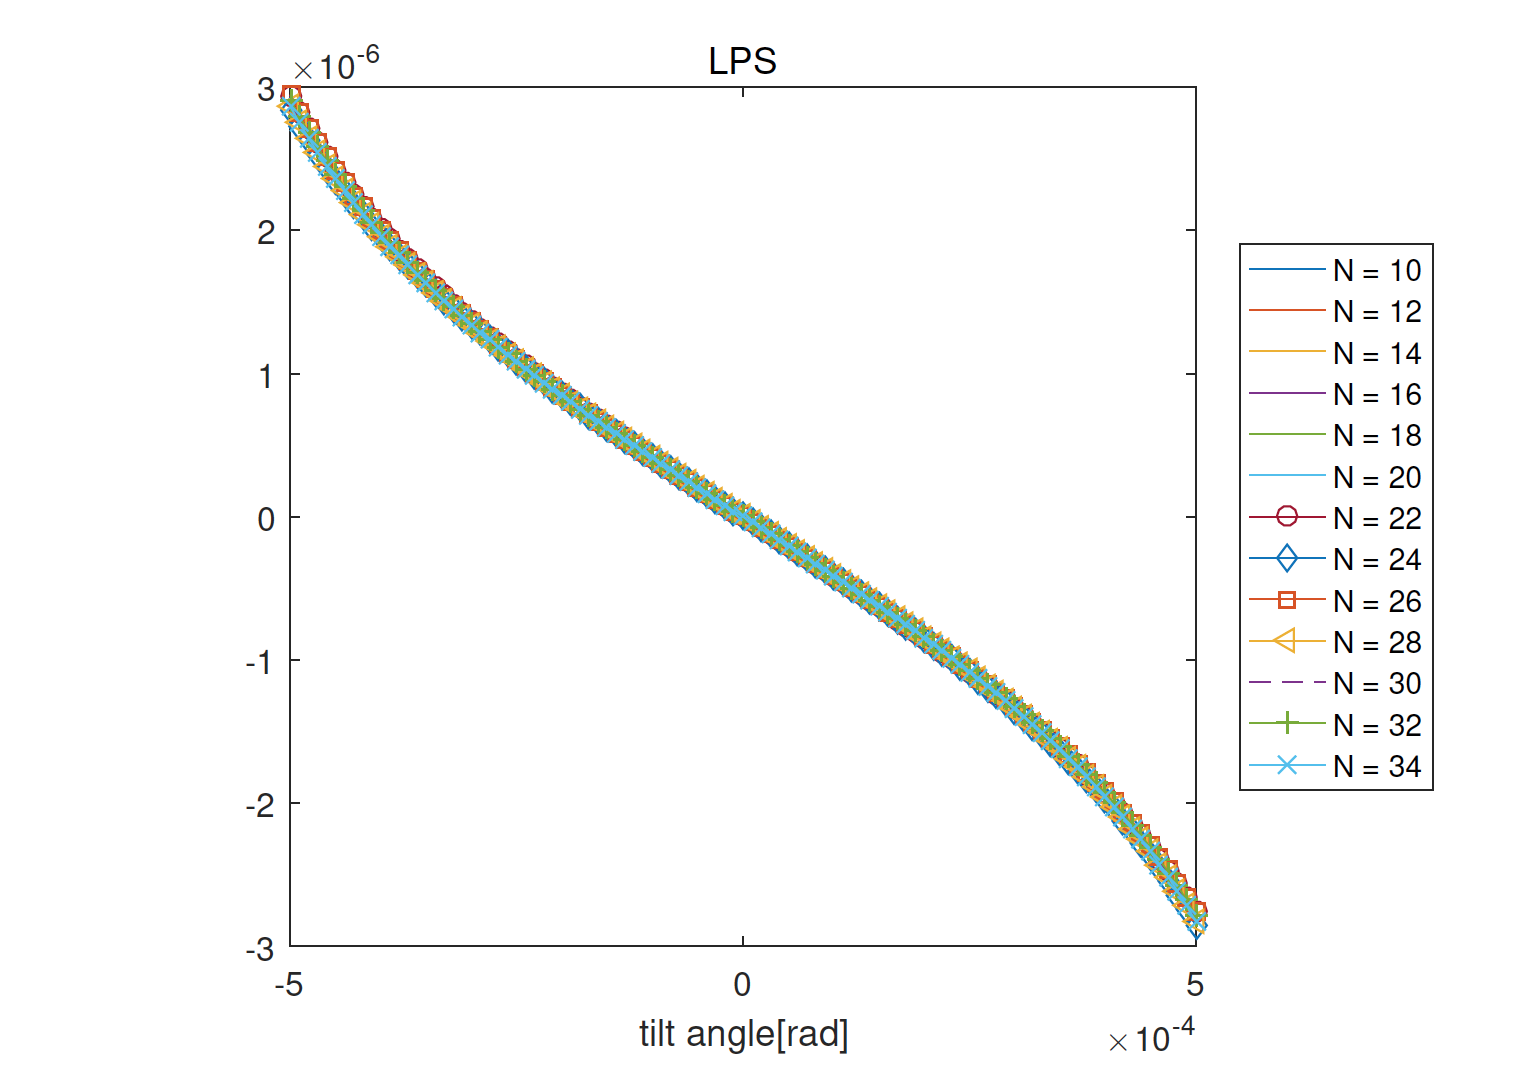 LPS
×10-6
3
2
1
0
-1
-2
-3
-5
0
5
×10-4
tilt angle[rad]
N = 10
N = 12
N = 14
N = 16
N = 18
N = 20
N = 22
N = 24
N = 26
N = 28
N = 30
N = 32
N = 34